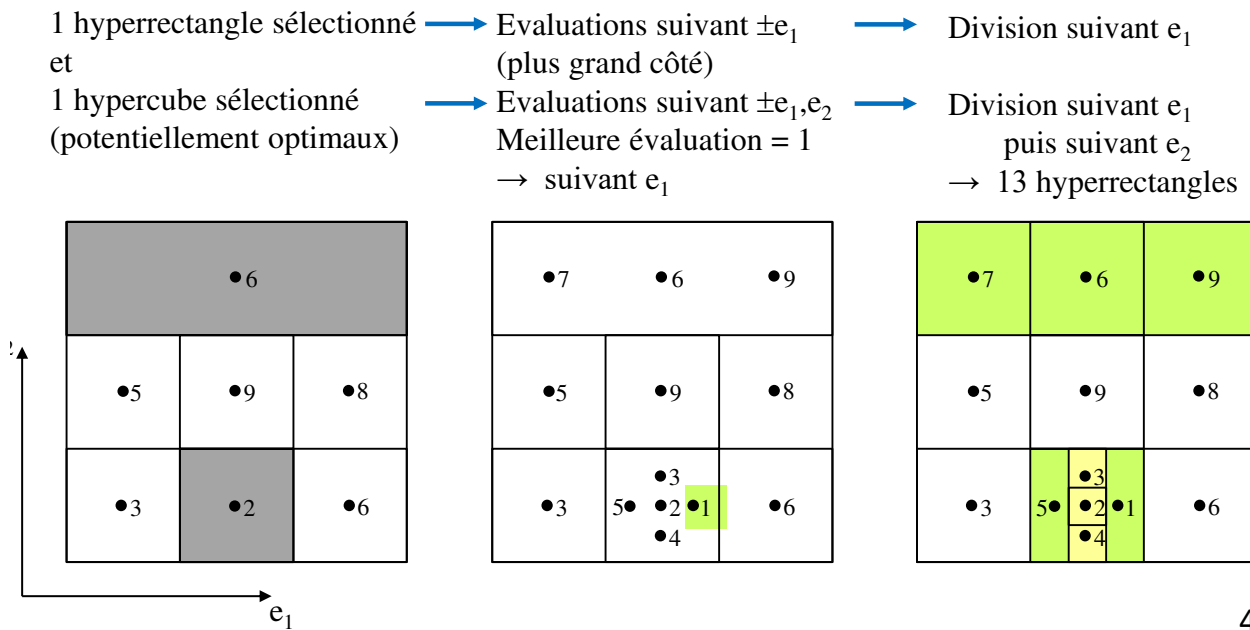 1 hyperrectangle sélectionné
et
1 hypercube sélectionné
(potentiellement optimaux)
Evaluations suivant ±e₁
(plus grand côté)
Evaluations suivant ±e₁,e₂
Meilleure évaluation = 1
→ suivant e₁
Division suivant e₁
Division suivant e₁
puis suivant e₂
→ 13 hyperrectangles
6
5 9 8
3 2 6
7 6 9
5 9 8
3
3 5 2 1 6
4
7 6 9
5 9 8
3
3 5 2 1 6
4
2
e₁
4